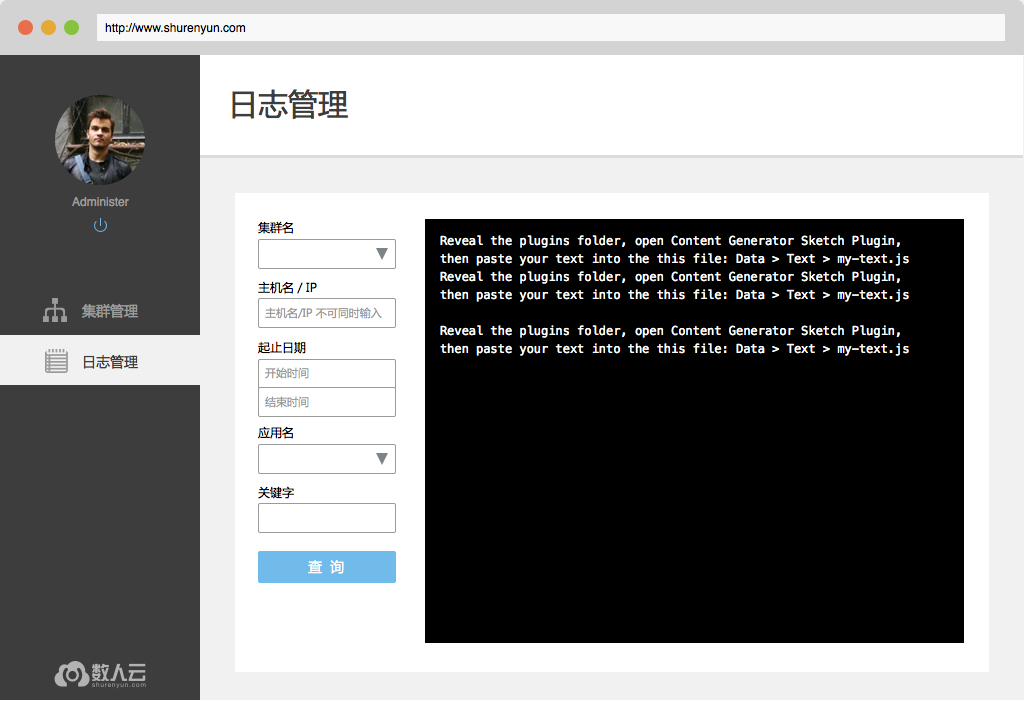 http://www.shurenyun.com
日志管理
Administer
集群管理
日志管理
数人云
shurenyun.com
集群名
主机名 / IP
主机名/IP 不可同时输入
起止日期
开始时间
结束时间
应用名
关键字
查 询
Reveal the plugins folder, open Content Generator Sketch Plugin,
then paste your text into the this file: Data > Text > my-text.js
Reveal the plugins folder, open Content Generator Sketch Plugin,
then paste your text into the this file: Data > Text > my-text.js
Reveal the plugins folder, open Content Generator Sketch Plugin,
then paste your text into the this file: Data > Text > my-text.js